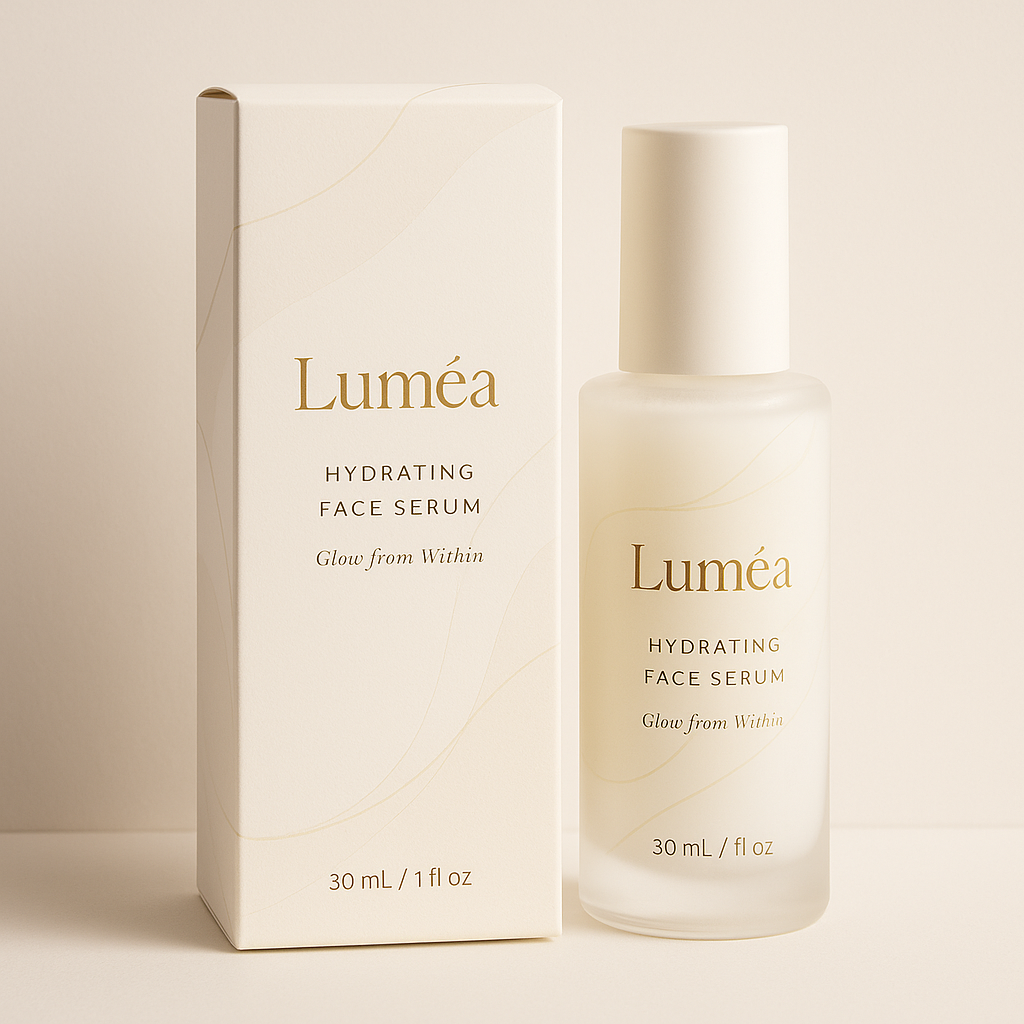 Luméa
HYDRATING
FACE SERUM
Glow from Within
30 mL / 1 fl oz
Luméa
HYDRATING
FACE SERUM
Glow from Within
30 mL / fl oz